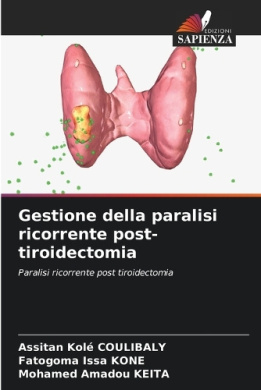 EDIZIONI
SAPIENZA
Gestione della paralisi
ricorrente post-
tiroidectomia
Paralisi ricorrente post tiroidectomia
Assitan Kolé COULIBALY
Fatogoma Issa KONE
Mohamed Amadou KEITA